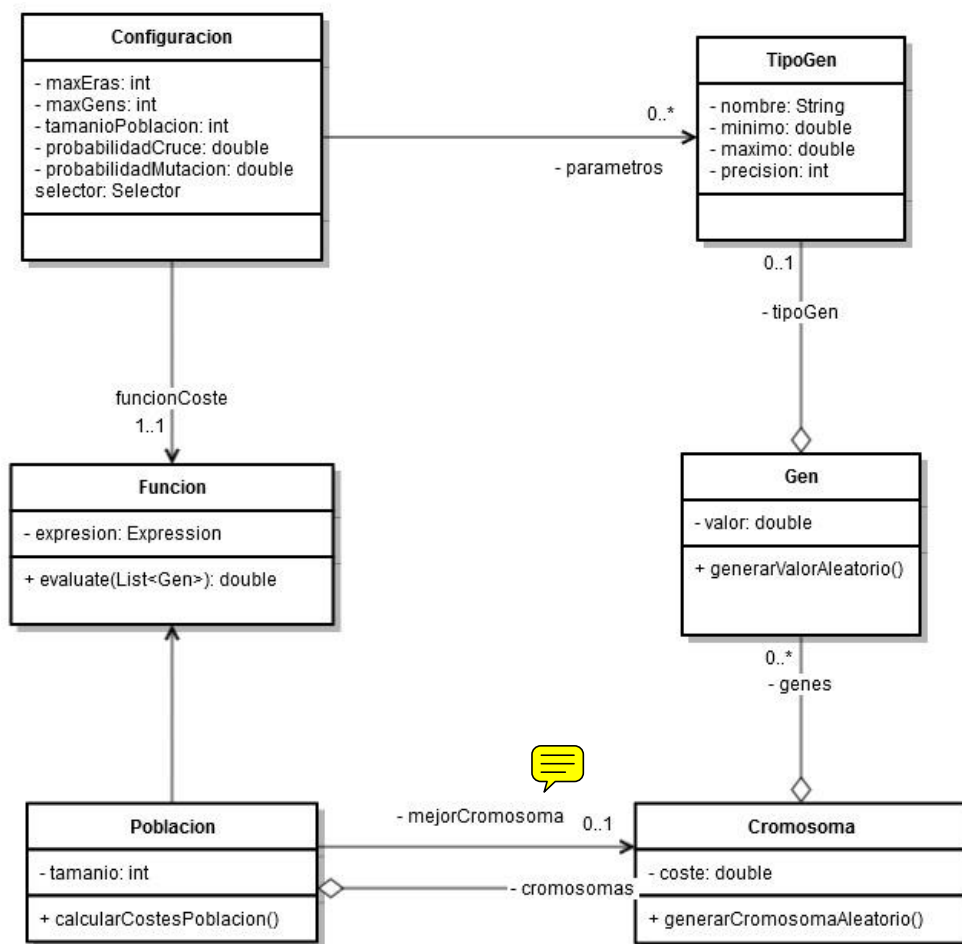 Configuracion
- maxEras: int
- maxGens: int
- tamanioPoblacion: int
- probabilidadCruce: double
- probabilidadMutacion: double
selector: Selector
0..*
- parametros
TipoGen
- nombre: String
- minimo: double
- maximo: double
- precision: int
0..1
- tipoGen
funcionCoste
1..1
Funcion
- expresion: Expression
+ evaluate(List<Gen>): double
Gen
- valor: double
+ generarValorAleatorio()
0..*
- genes
Poblacion
- tamanio: int
+ calcularCostesPoblacion()
- mejorCromosoma
0..1
- cromosomas
Cromosoma
- coste: double
+ generarCromosomaAleatorio()